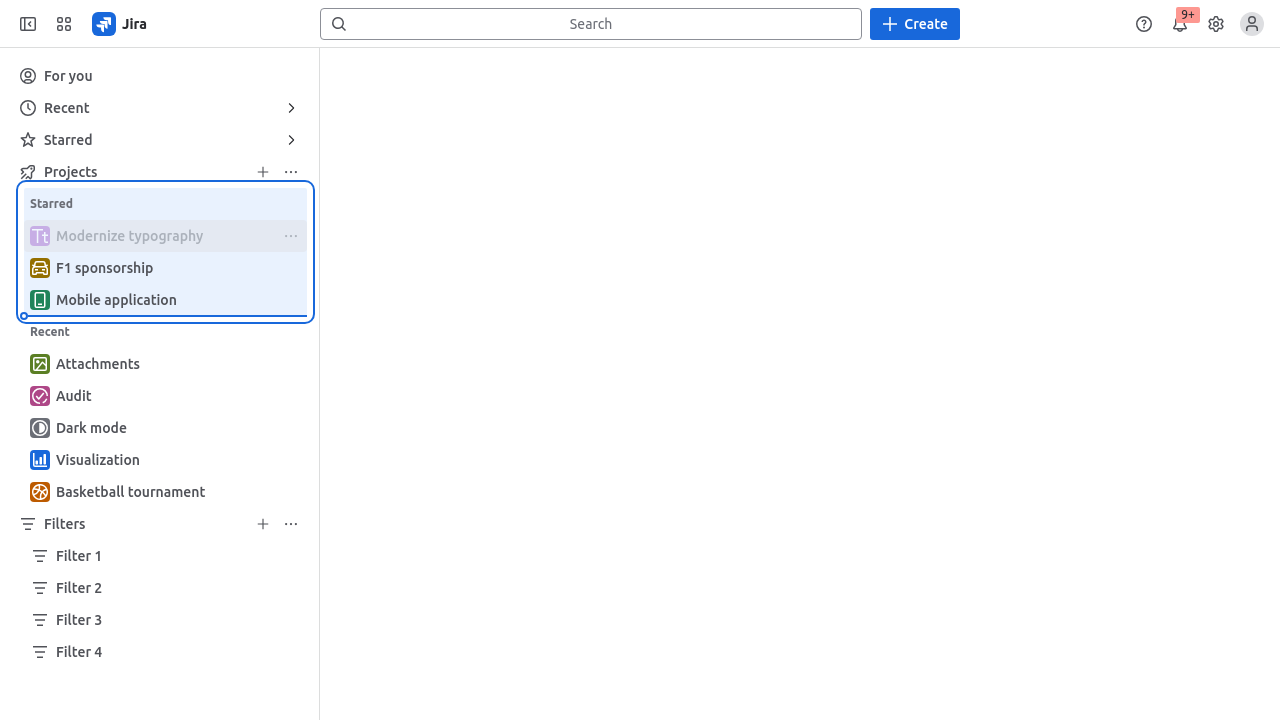 Jira
Search
Create
9+
For you
Recent
Starred
Projects
Starred
Modernize typography
F1 sponsorship
Mobile application
Recent
Attachments
Audit
Dark mode
Visualization
Basketball tournament
Filters
Filter 1
Filter 2
Filter 3
Filter 4